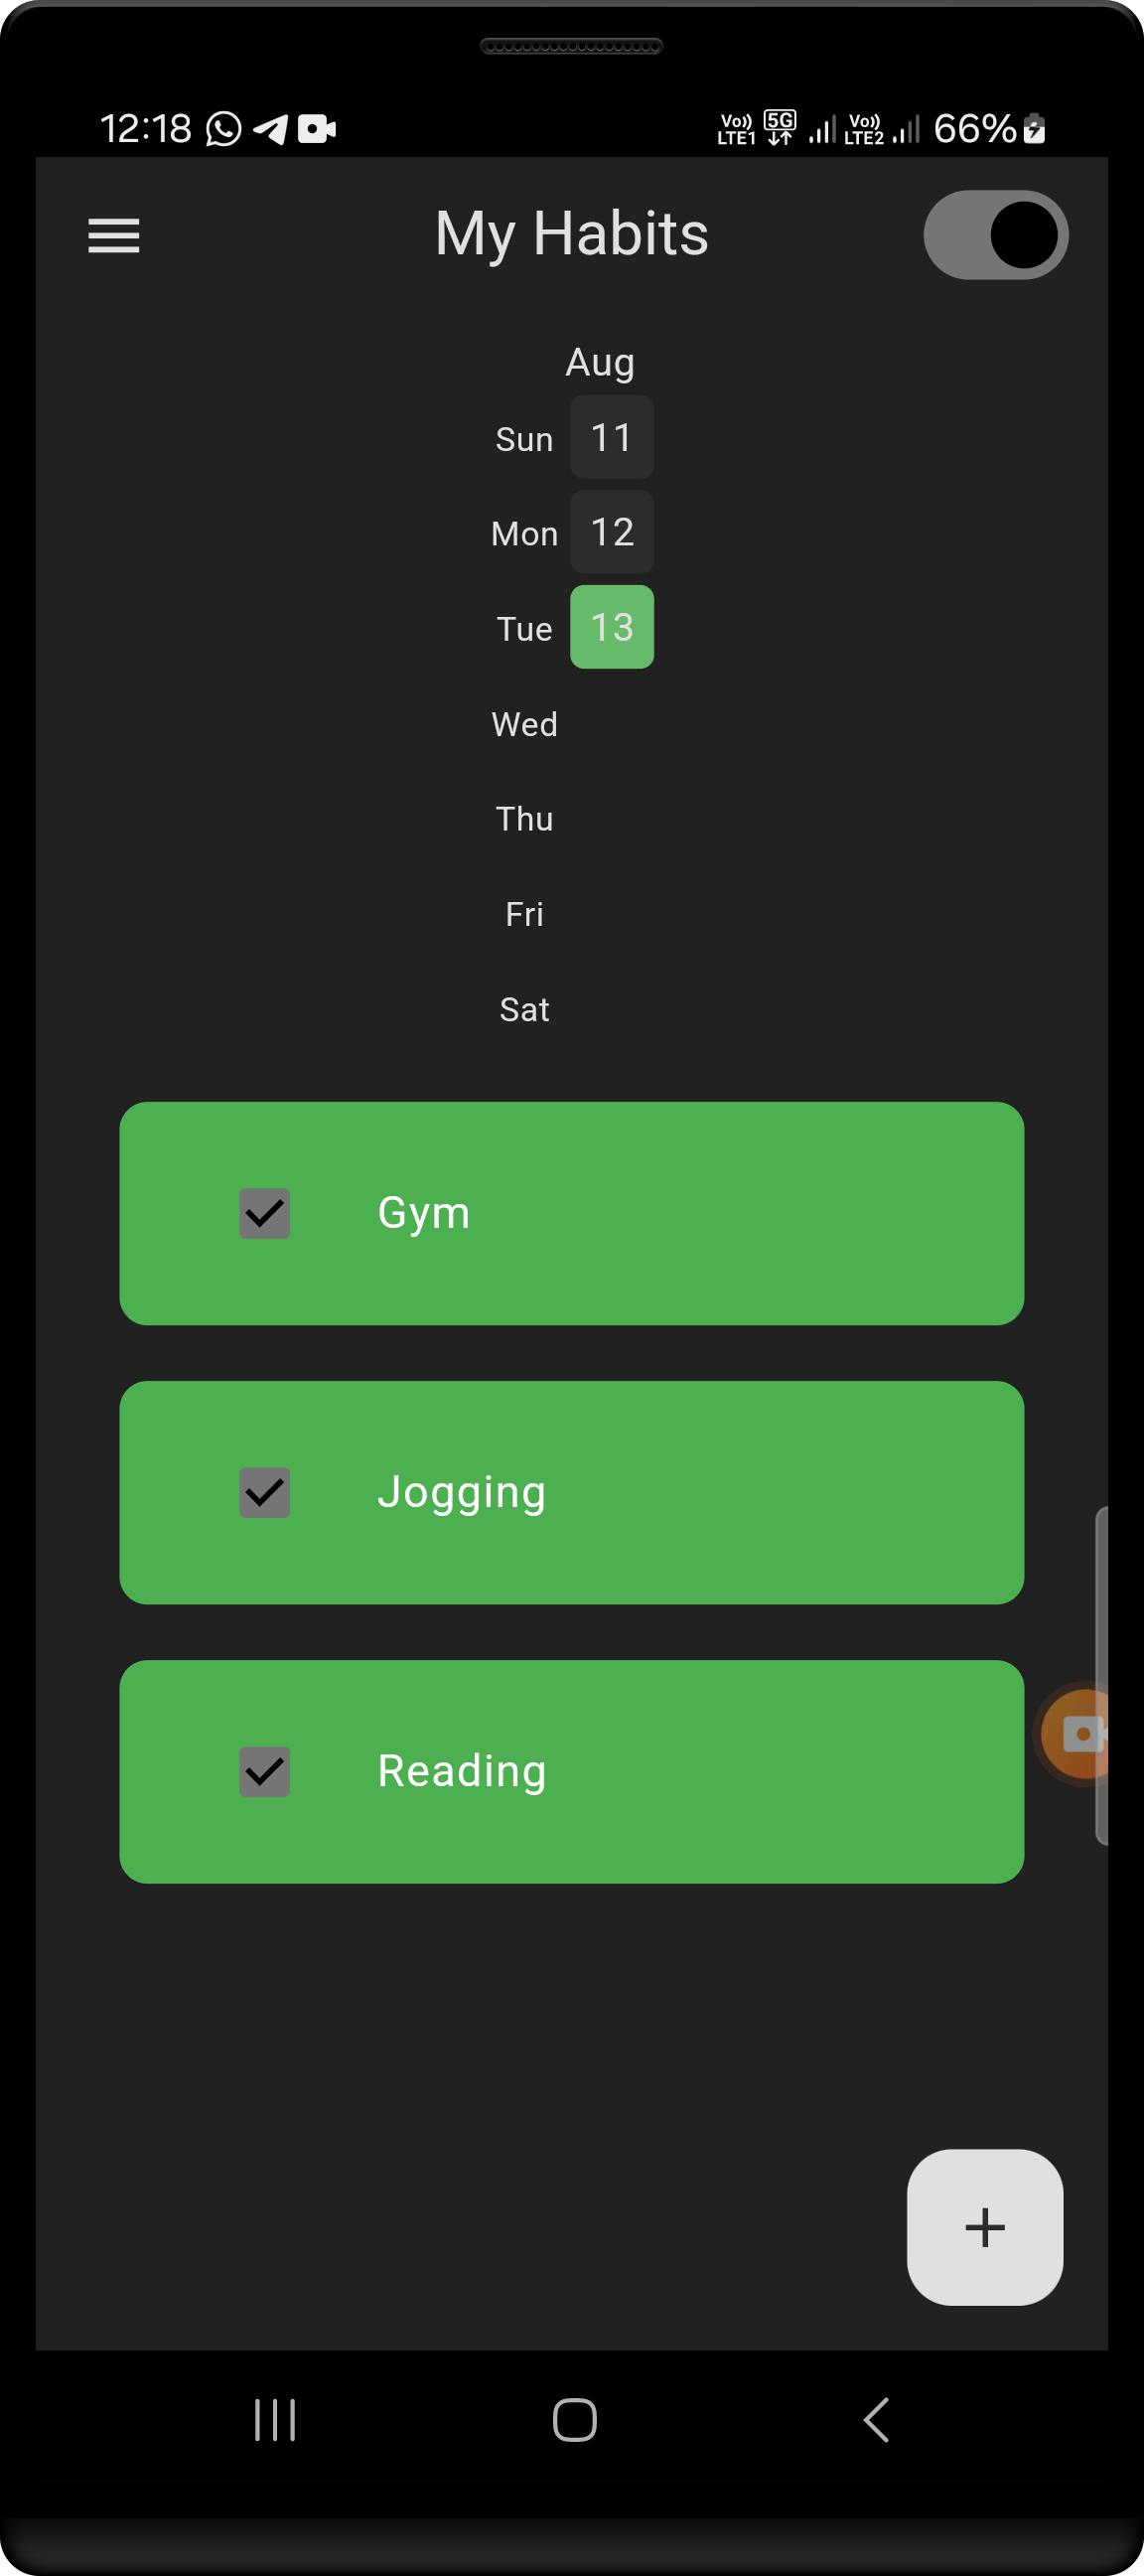 12:18 Vo)) LTE1 5G Vo)) LTE2 66%
My Habits
Aug
Sun 11
Mon 12
Tue 13
Wed
Thu
Fri
Sat
Gym
Jogging
Reading
+